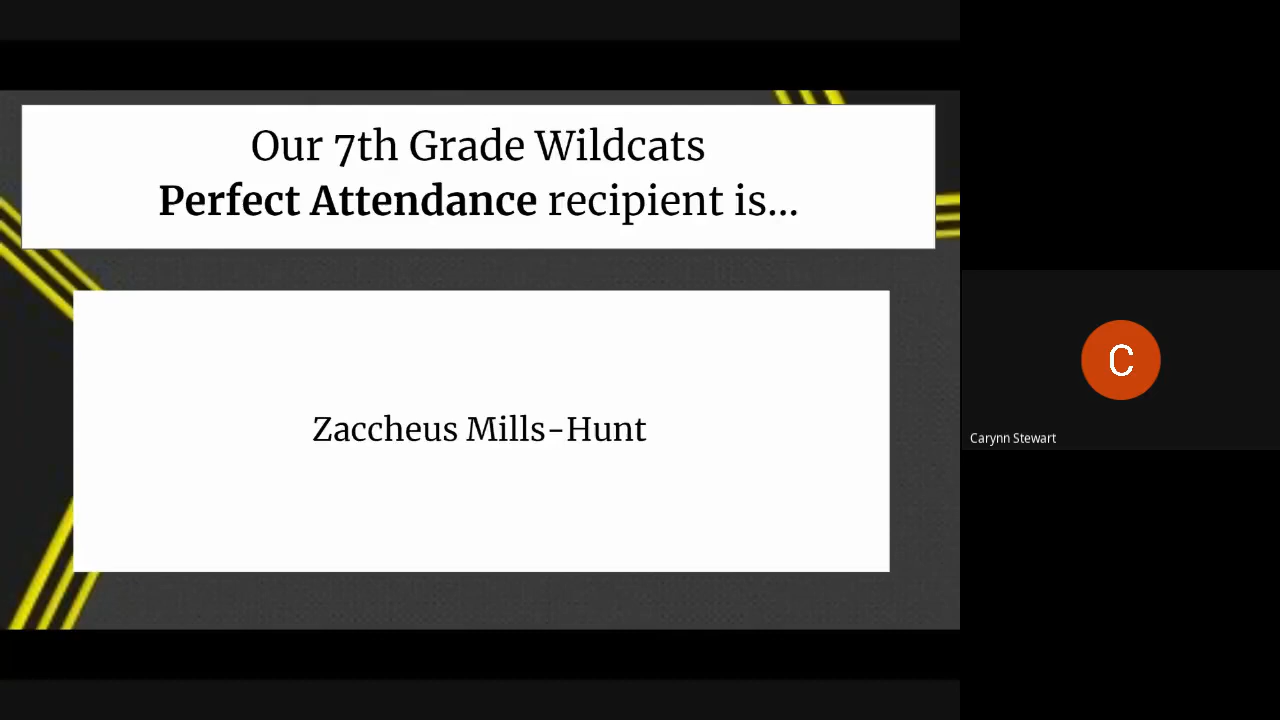 Our 7th Grade Wildcats
Perfect Attendance recipient is...
Zaccheus Mills-Hunt
C
Carynn Stewart